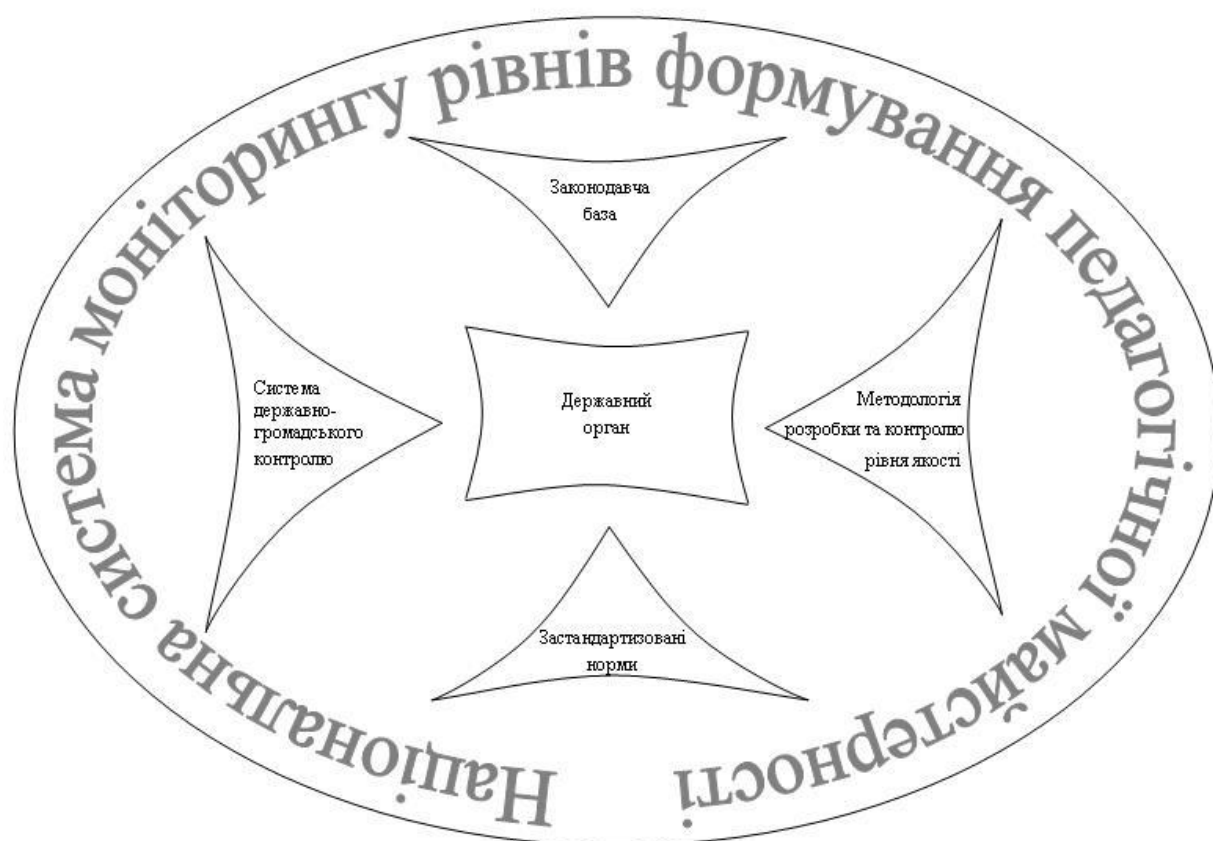 Національна система моніторингу рівнів формування педагогічної майстерності
Законодавча
база
Система
державно-
громадського
контролю
Державний
орган
Методологія
розробки та контролю
рівня якості
Застандартизовані
норми